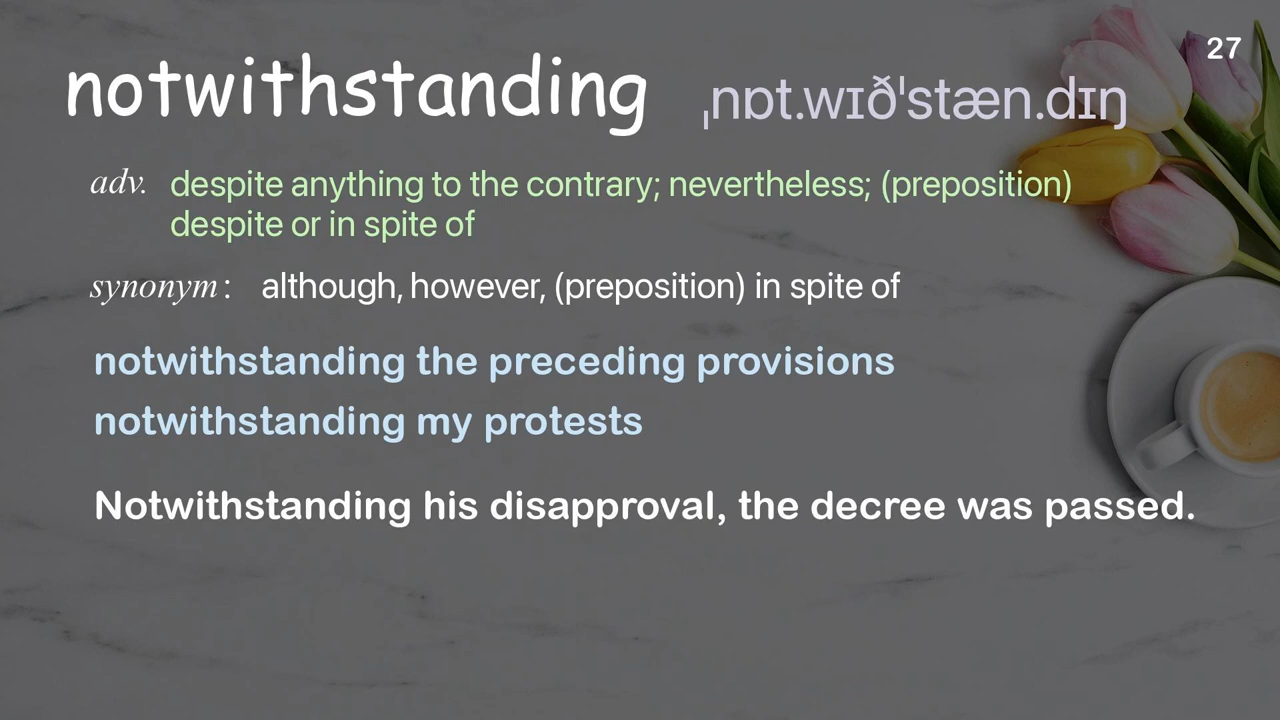 27
notwithstanding ˌnɒt.wɪðˈstæn.dɪŋ
adv. despite anything to the contrary; nevertheless; (preposition)
despite or in spite of
synonym : although, however, (preposition) in spite of
notwithstanding the preceding provisions
notwithstanding my protests
Notwithstanding his disapproval, the decree was passed.